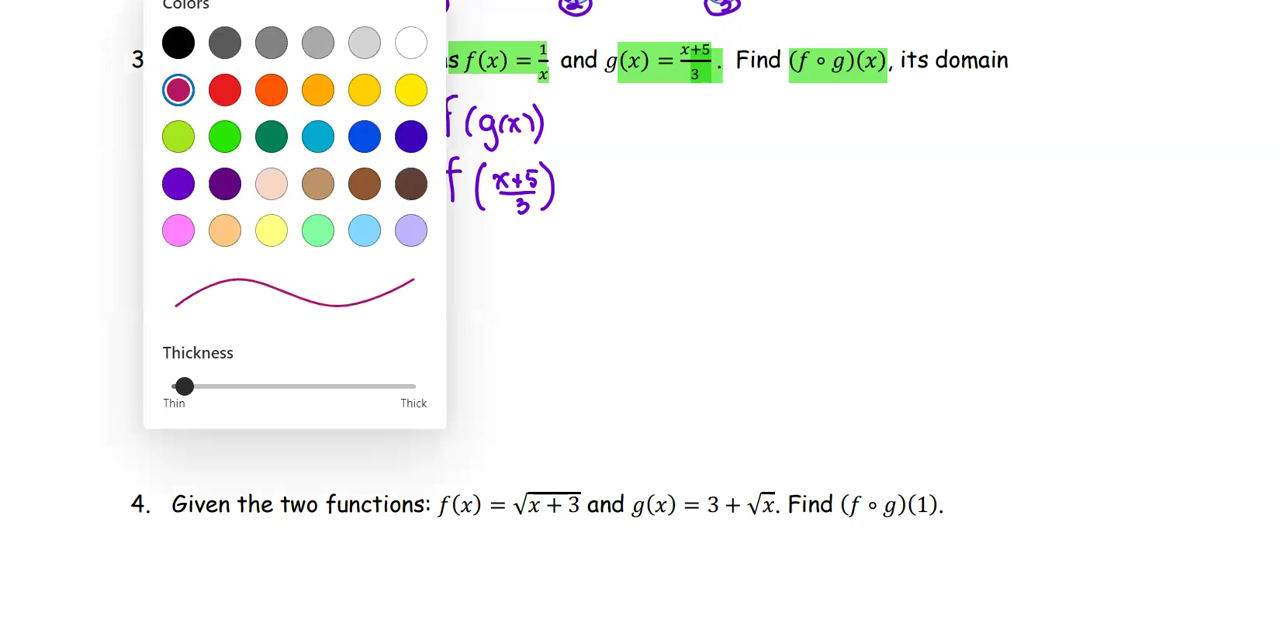 Colors
3 s f(x) = 1/x and g(x) = x+5/3. Find (f ∘ g)(x), its domain
f(g(x))
f(x+5/3)
Thickness
Thin Thick
4. Given the two functions: f(x) = √x + 3 and g(x) = 3 + √x. Find (f ∘ g)(1).